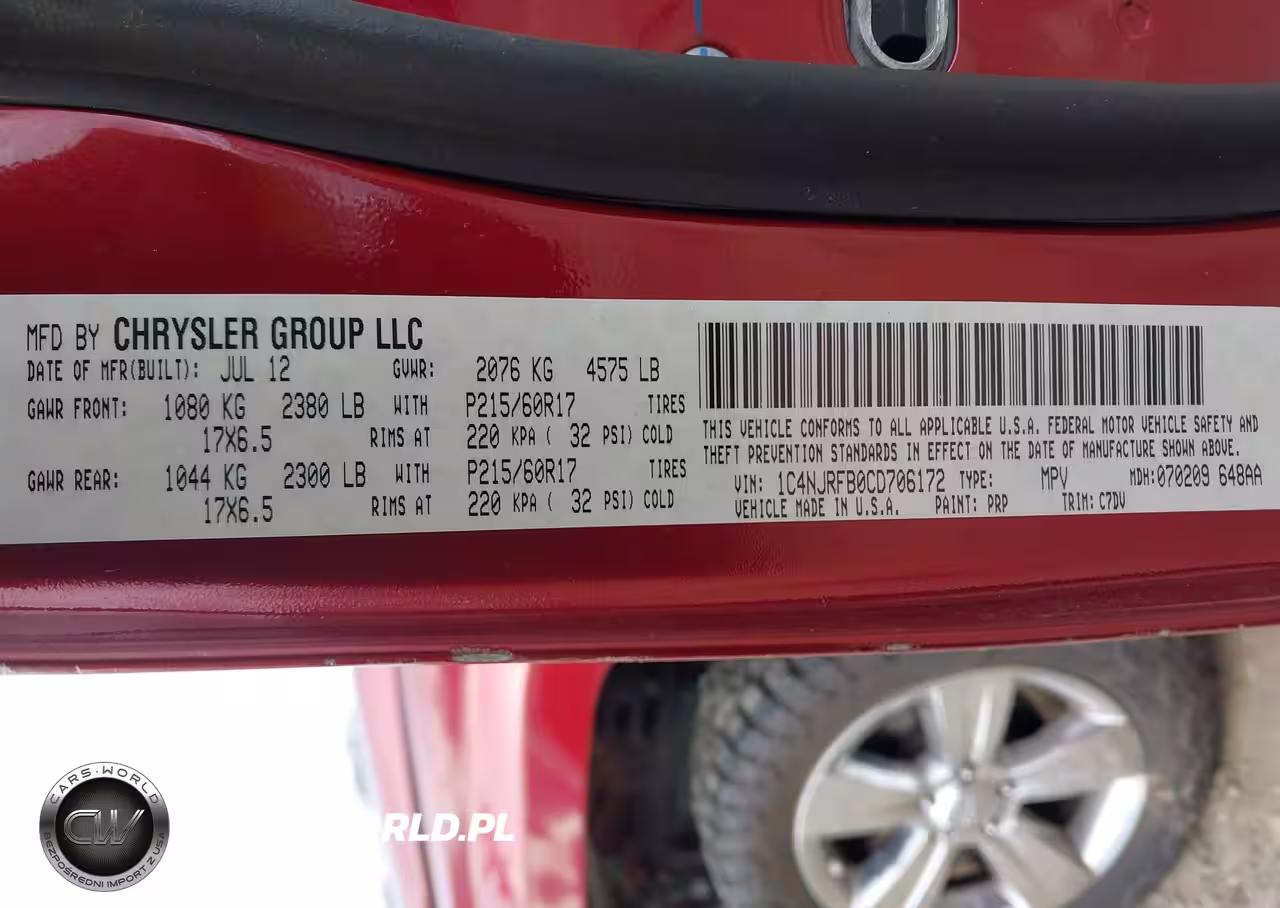 MFD BY CHRYSLER GROUP LLC
DATE OF MFR(BUILT): JUL 12 GVWR: 2076 KG 4575 LB
GAWR FRONT: 1080 KG 2380 LB WITH P215/60R17 TIRES
17X6.5 RIMS AT 220 KPA ( 32 PSI) COLD
GAWR REAR: 1044 KG 2300 LB WITH P215/60R17 TIRES
17X6.5 RIMS AT 220 KPA ( 32 PSI) COLD
THIS VEHICLE CONFORMS TO ALL APPLICABLE U.S.A. FEDERAL MOTOR VEHICLE SAFETY AND
THEFT PREVENTION STANDARDS IN EFFECT ON THE DATE OF MANUFACTURE SHOWN ABOVE.
VIN: 1C4NJRFB0CD706172 TYPE: MPV MDH:070209 648AA
VEHICLE MADE IN U.S.A. PAINT: PRP TRIM: C7DV
CARS-WORLD
CW
BEZPOŚREDNI IMPORT Z USA
RLD.PL